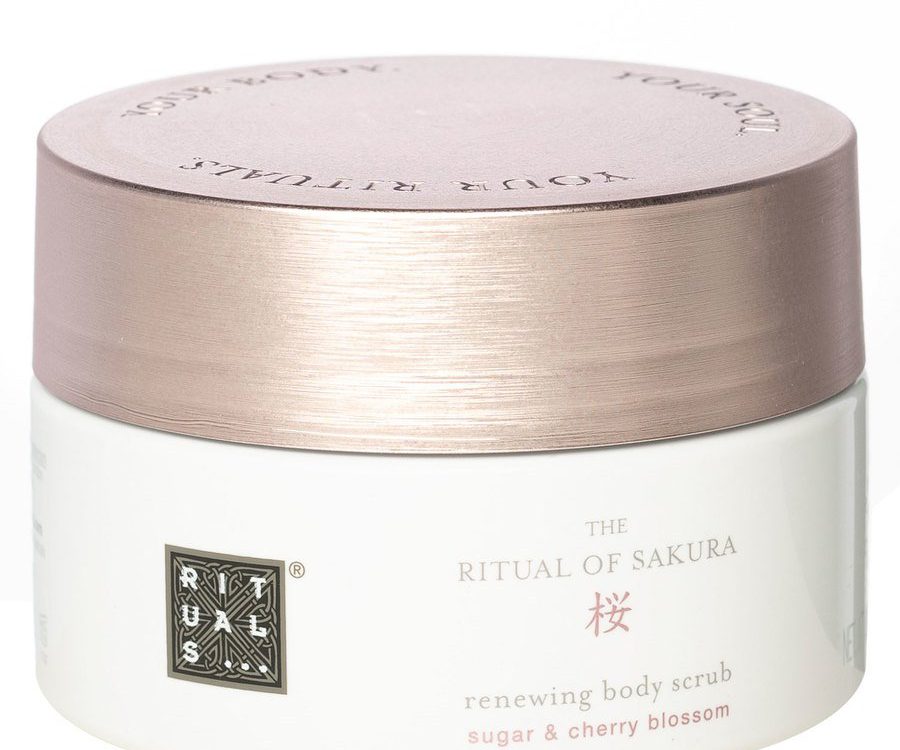 YOUR BODY.
YOUR SOUL.
YOUR RITUALS.
RIT
UAL
S...
®
THE
RITUAL OF SAKURA
桜
renewing body scrub
sugar & cherry blossom